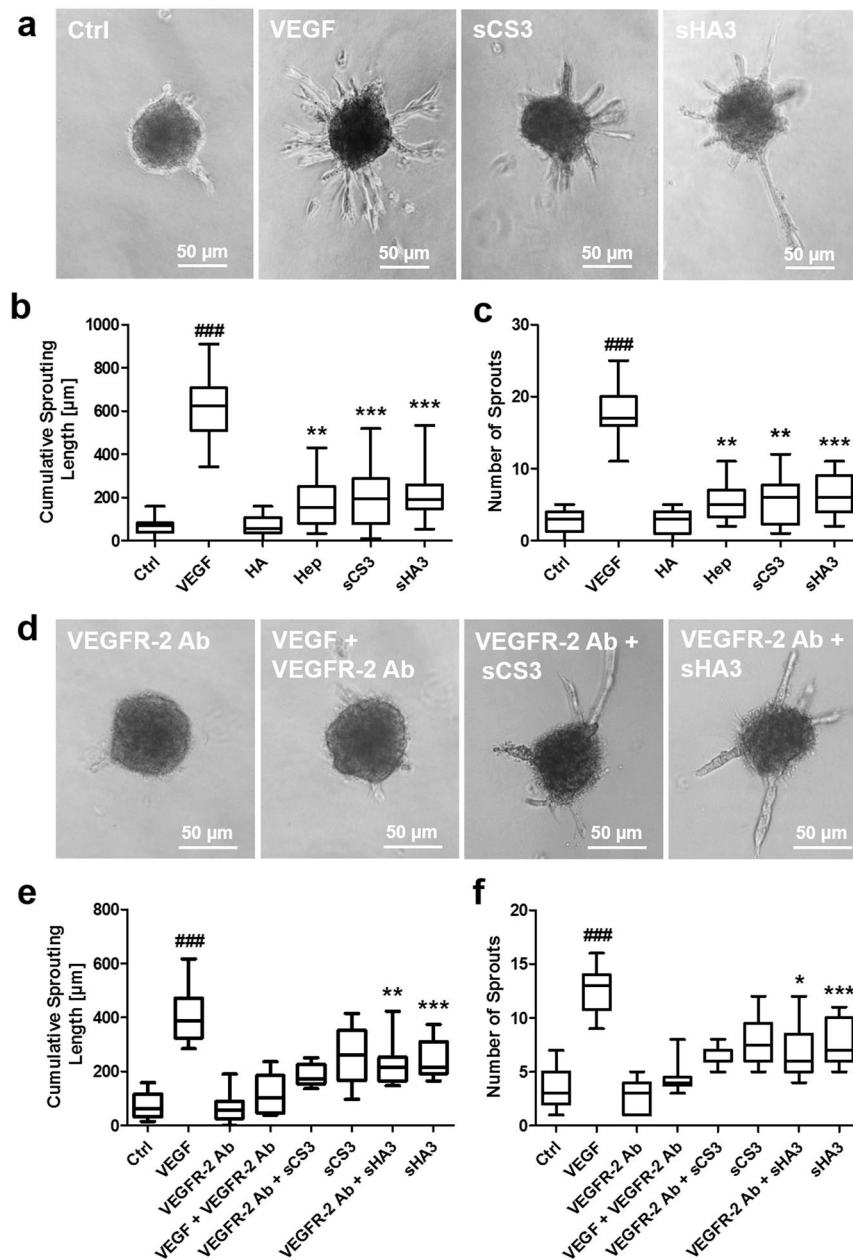 a
Ctrl
VEGF
sCS3
sHA3
50 µm
50 µm
50 µm
50 µm
b
Cumulative Sprouting
Length [µm]
1000
800
600
400
200
0
###
**
***
***
Ctrl
VEGF
HA
Hep
sCS3
sHA3
c
Number of Sprouts
30
20
10
0
###
**
**
***
Ctrl
VEGF
HA
Hep
sCS3
sHA3
d
VEGFR-2 Ab
VEGF +
VEGFR-2 Ab
VEGFR-2 Ab +
sCS3
VEGFR-2 Ab +
sHA3
50 µm
50 µm
50 µm
50 µm
e
Cumulative Sprouting
Length [µm]
800
600
400
200
0
###
**
***
Ctrl
VEGF
VEGFR-2 Ab
VEGF + VEGFR-2 Ab
VEGFR-2 Ab + sCS3
sCS3
VEGFR-2 Ab + sHA3
sHA3
f
Number of Sprouts
20
15
10
5
0
###
*
***
Ctrl
VEGF
VEGFR-2 Ab
VEGF + VEGFR-2 Ab
VEGFR-2 Ab + sCS3
sCS3
VEGFR-2 Ab + sHA3
sHA3